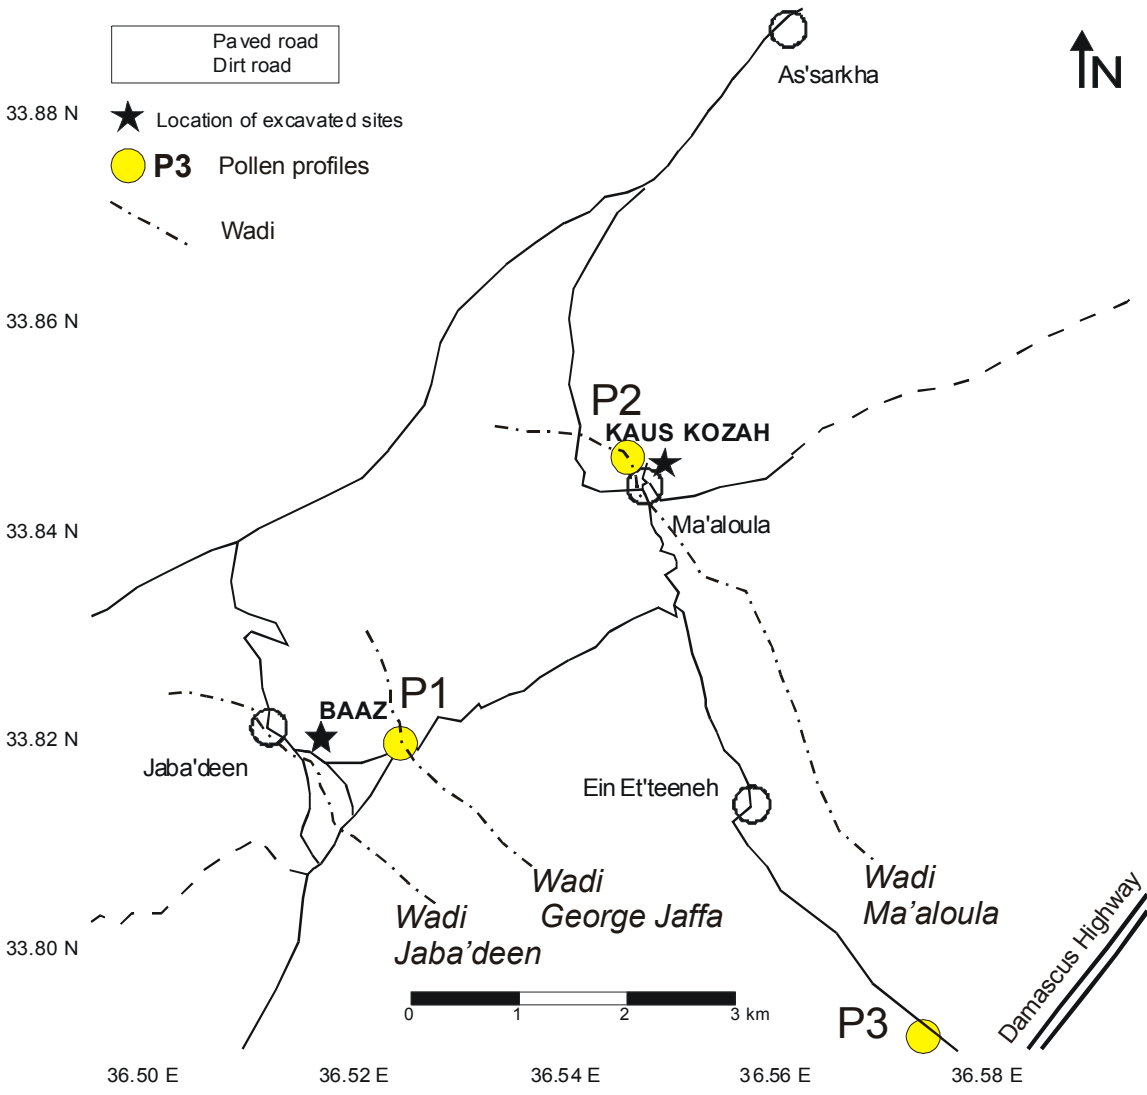 Paved road
Dirt road
As'sarkha
N
33.88 N
Location of excavated sites
P3 Pollen profiles
Wadi
33.86 N
P2
KAUS KOZAH
33.84 N
Ma'aloula
P1
BAAZ
33.82 N
Jaba'deen
Ein Et'teeneh
Wadi
George Jaffa
Wadi
Ma’aloula
Wadi
Jaba’deen
33.80 N
Damascus Highway
0 1 2 3 km
P3
36.50 E 36.52 E 36.54 E 36.56 E 36.58 E